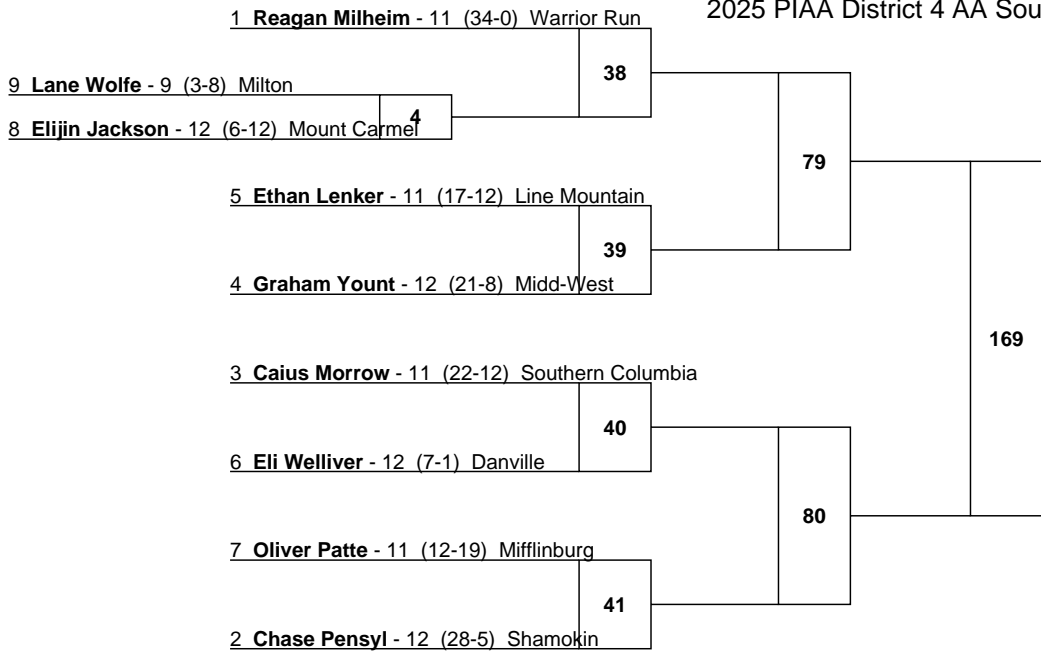 2025 PIAA District 4 AA Sou
1 Reagan Milheim - 11 (34-0) Warrior Run
38
9 Lane Wolfe - 9 (3-8) Milton
4
8 Elijin Jackson - 12 (6-12) Mount Carmel
79
5 Ethan Lenker - 11 (17-12) Line Mountain
39
4 Graham Yount - 12 (21-8) Midd-West
169
3 Caius Morrow - 11 (22-12) Southern Columbia
40
6 Eli Welliver - 12 (7-1) Danville
80
7 Oliver Patte - 11 (12-19) Mifflinburg
41
2 Chase Pensyl - 12 (28-5) Shamokin